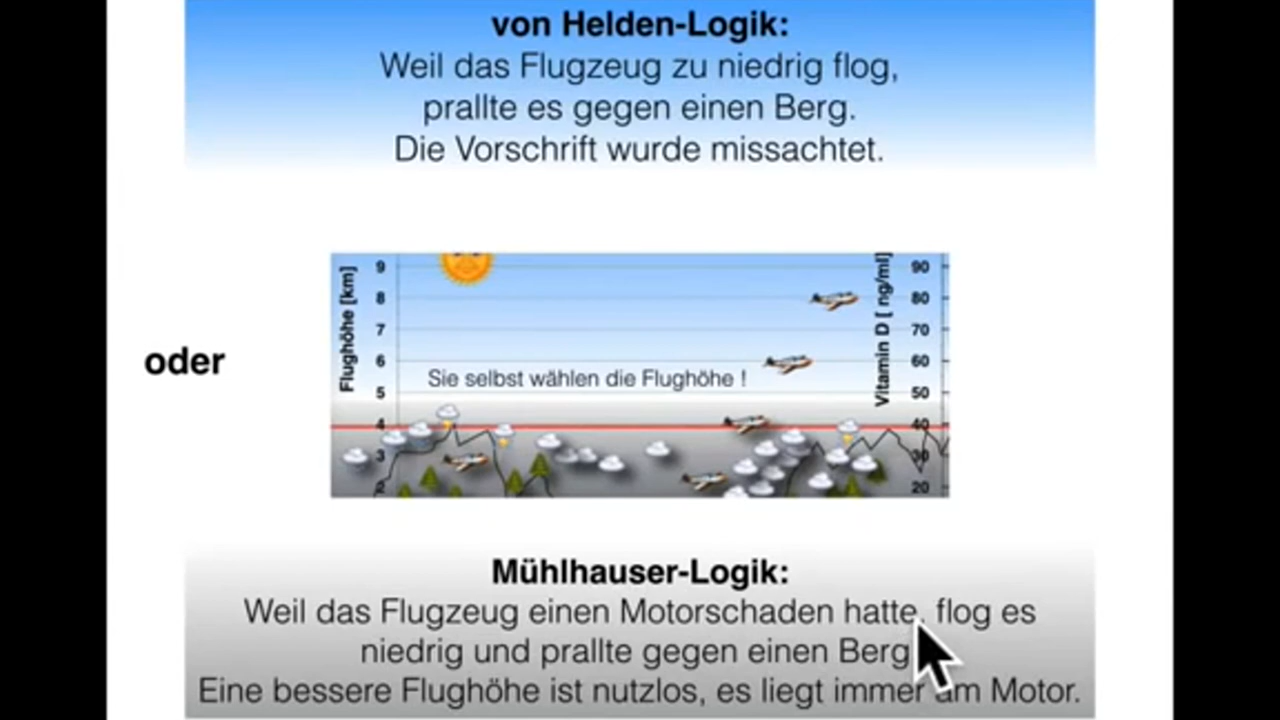 von Helden-Logik:
Weil das Flugzeug zu niedrig flog,
prallte es gegen einen Berg.
Die Vorschrift wurde missachtet.
oder
Flughöhe [km]
9
8
7
6
5
4
3
2
Sie selbst wählen die Flughöhe !
Vitamin D [ ng/ml]
90
80
70
60
50
40
30
20
Mühlhauser-Logik:
Weil das Flugzeug einen Motorschaden hatte, flog es
niedrig und prallte gegen einen Berg
Eine bessere Flughöhe ist nutzlos, es liegt immer am Motor.